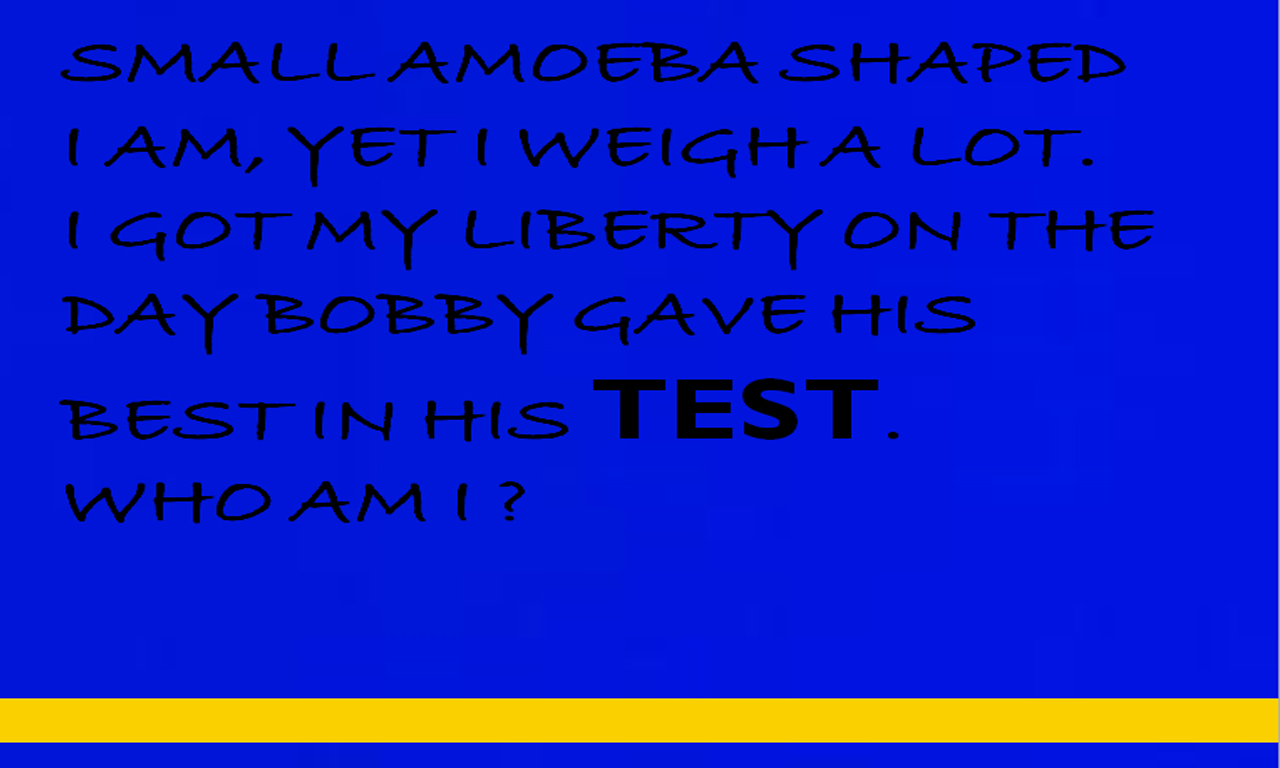 SMALL AMOEBA SHAPED
I AM, YET I WEIGH A LOT.
I GOT MY LIBERTY ON THE
DAY BOBBY GAVE HIS
BEST IN HIS TEST.
WHO AM I ?